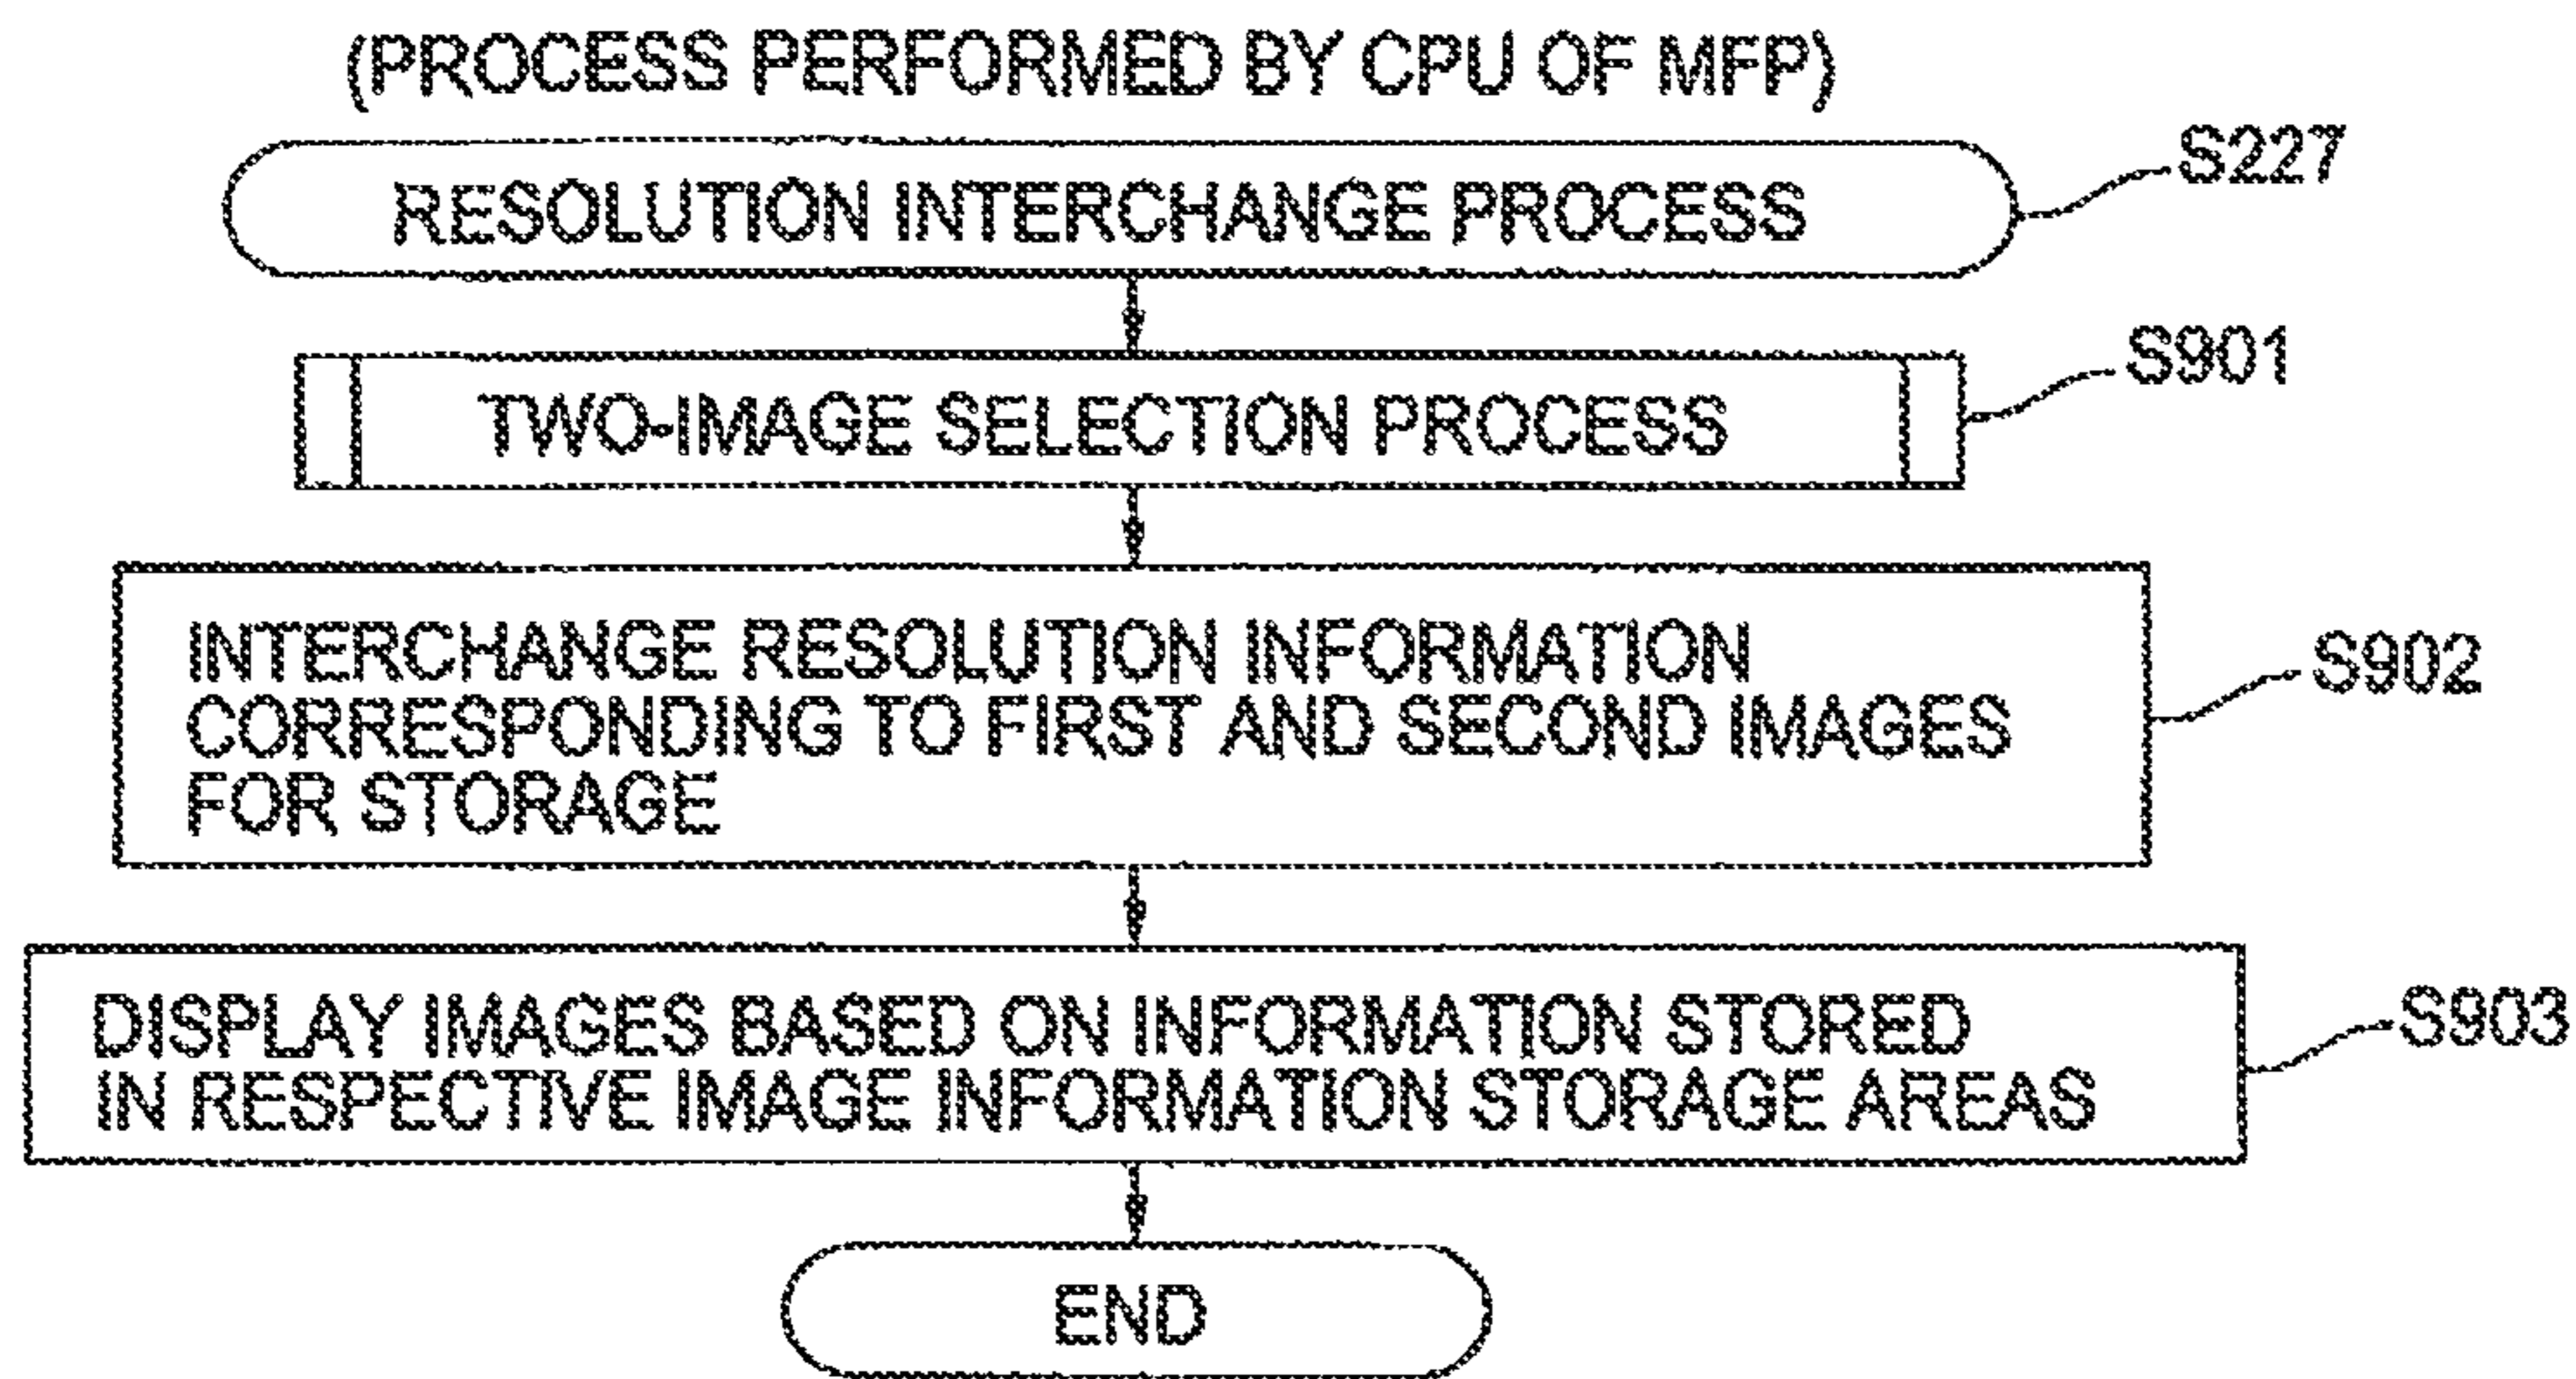 (PROCESS PERFORMED BY CPU OF MFP)
RESOLUTION INTERCHANGE PROCESS
S227
TWO-IMAGE SELECTION PROCESS
S901
INTERCHANGE RESOLUTION INFORMATION
CORRESPONDING TO FIRST AND SECOND IMAGES
FOR STORAGE
S902
DISPLAY IMAGES BASED ON INFORMATION STORED
IN RESPECTIVE IMAGE INFORMATION STORAGE AREAS
S903
END